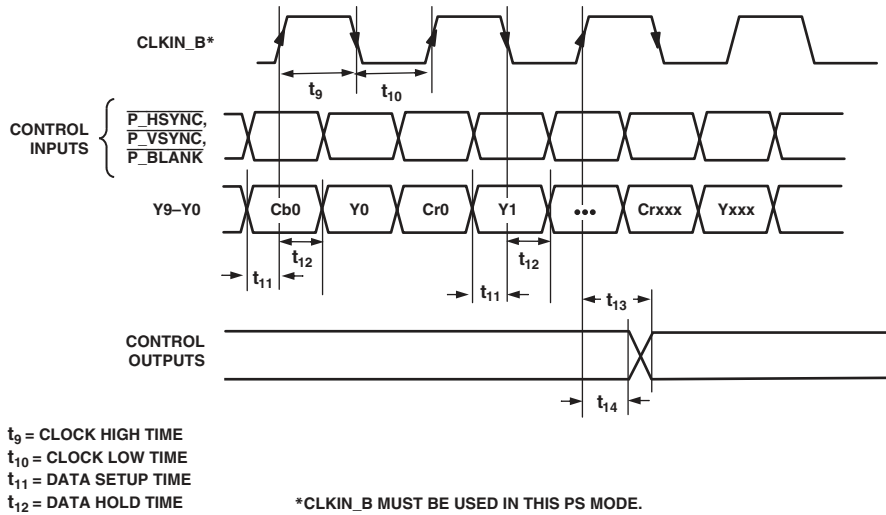 CLKIN_B*
t9
t10
CONTROL INPUTS
P_HSYNC,
P_VSYNC,
P_BLANK
Y9–Y0
Cb0 Y0 Cr0 Y1 ••• Crxxx Yxxx
t12
t12
t11
t11
t13
CONTROL OUTPUTS
t14
t9 = CLOCK HIGH TIME
t10 = CLOCK LOW TIME
t11 = DATA SETUP TIME
t12 = DATA HOLD TIME
*CLKIN_B MUST BE USED IN THIS PS MODE.